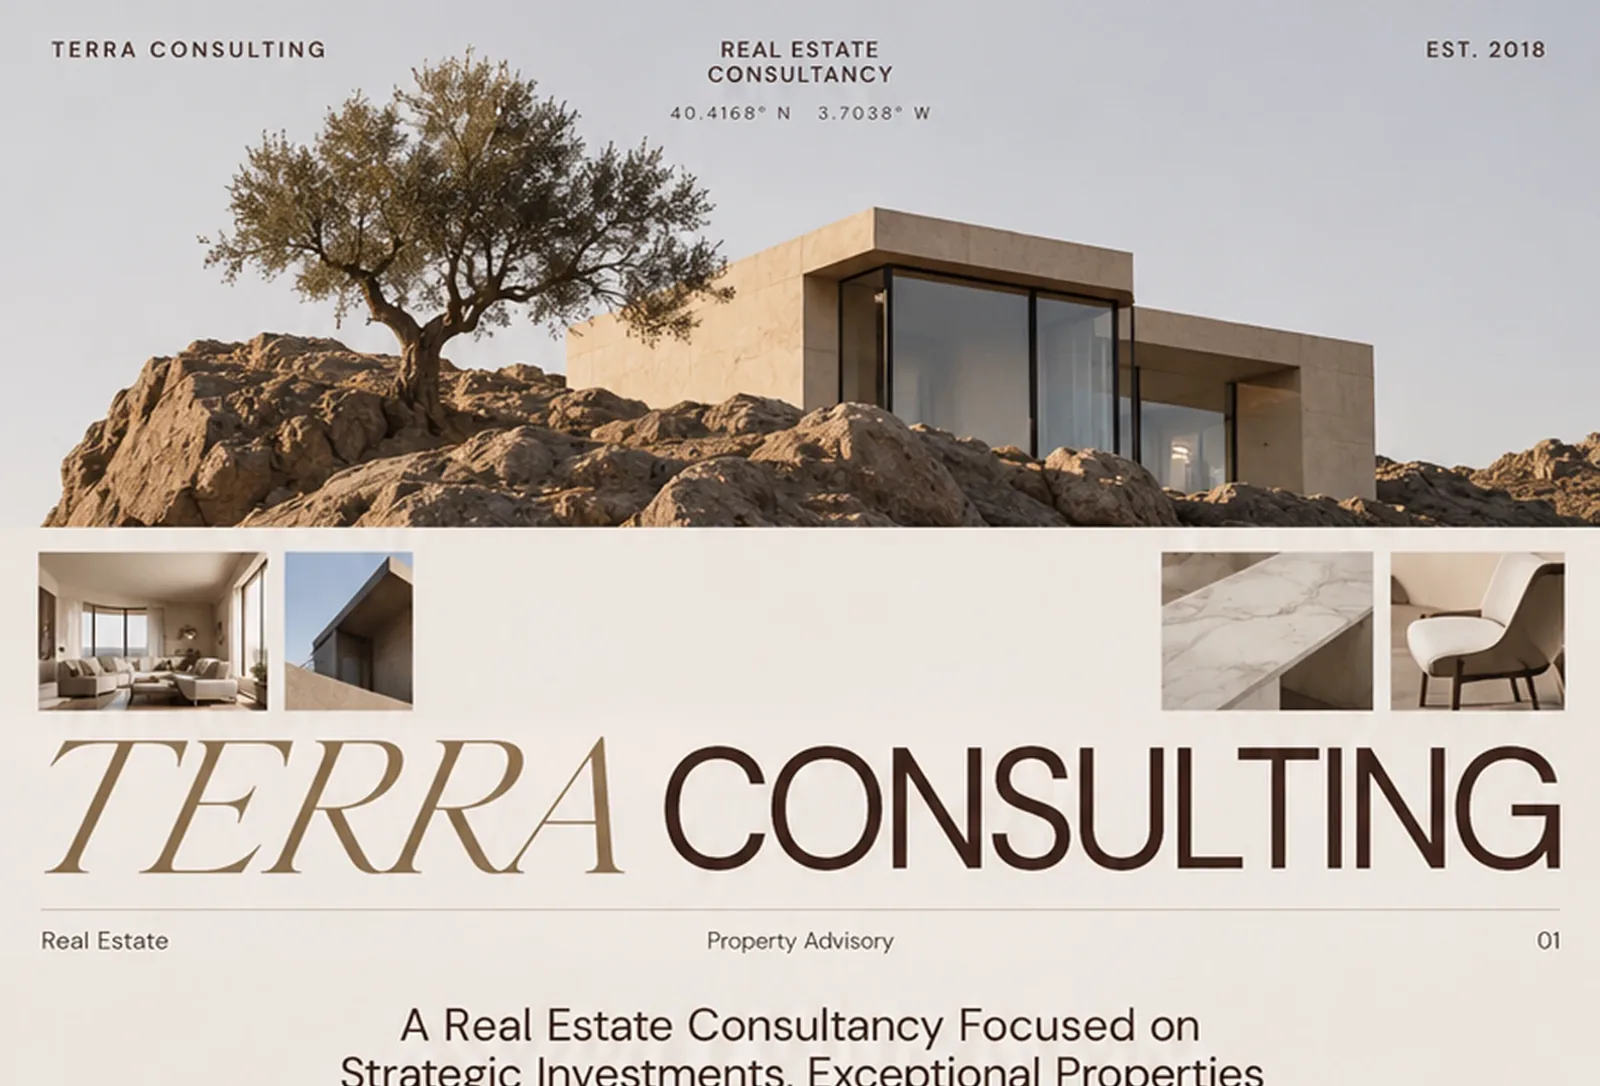 TERRA CONSULTING
REAL ESTATE
CONSULTANCY
40.4168° N 3.7038° W
EST. 2018
TERRA CONSULTING
Real Estate
Property Advisory
01
A Real Estate Consultancy Focused on
Strategic Investments, Exceptional Properties